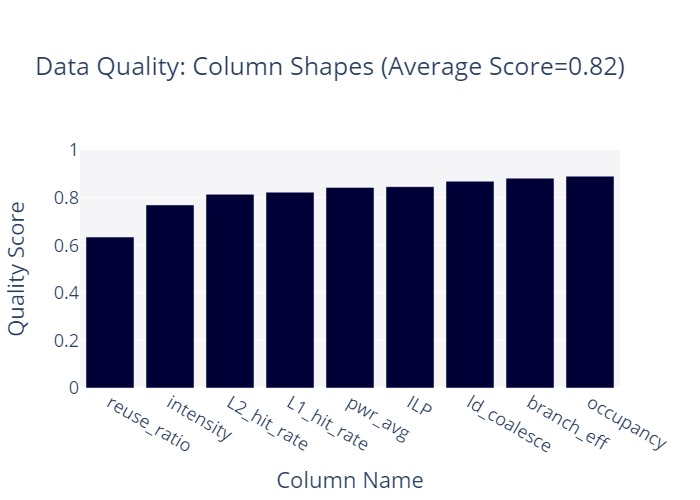 Data Quality: Column Shapes (Average Score=0.82)
Quality Score
1
0.8
0.6
0.4
0.2
0
reuse_ratio
intensity
L2_hit_rate
L1_hit_rate
pwr_avg
ILP
ld_coalesce
branch_eff
occupancy
Column Name